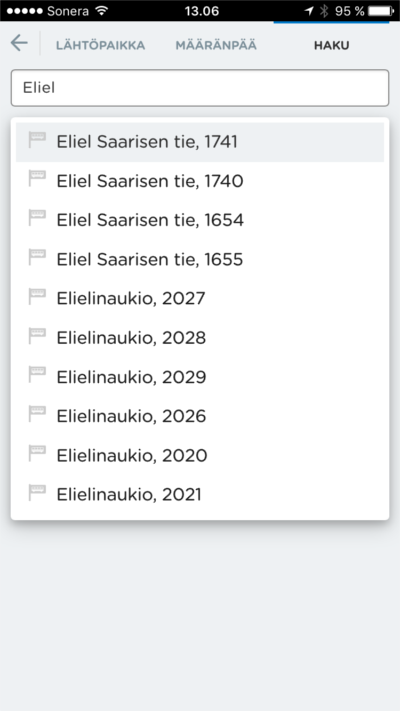 Sonera 13.06 95 %
LÄHTÖPAIKKA MÄÄRÄNPÄÄ HAKU
Eliel
Eliel Saarisen tie, 1741
Eliel Saarisen tie, 1740
Eliel Saarisen tie, 1654
Eliel Saarisen tie, 1655
Elielinaukio, 2027
Elielinaukio, 2028
Elielinaukio, 2029
Elielinaukio, 2026
Elielinaukio, 2020
Elielinaukio, 2021